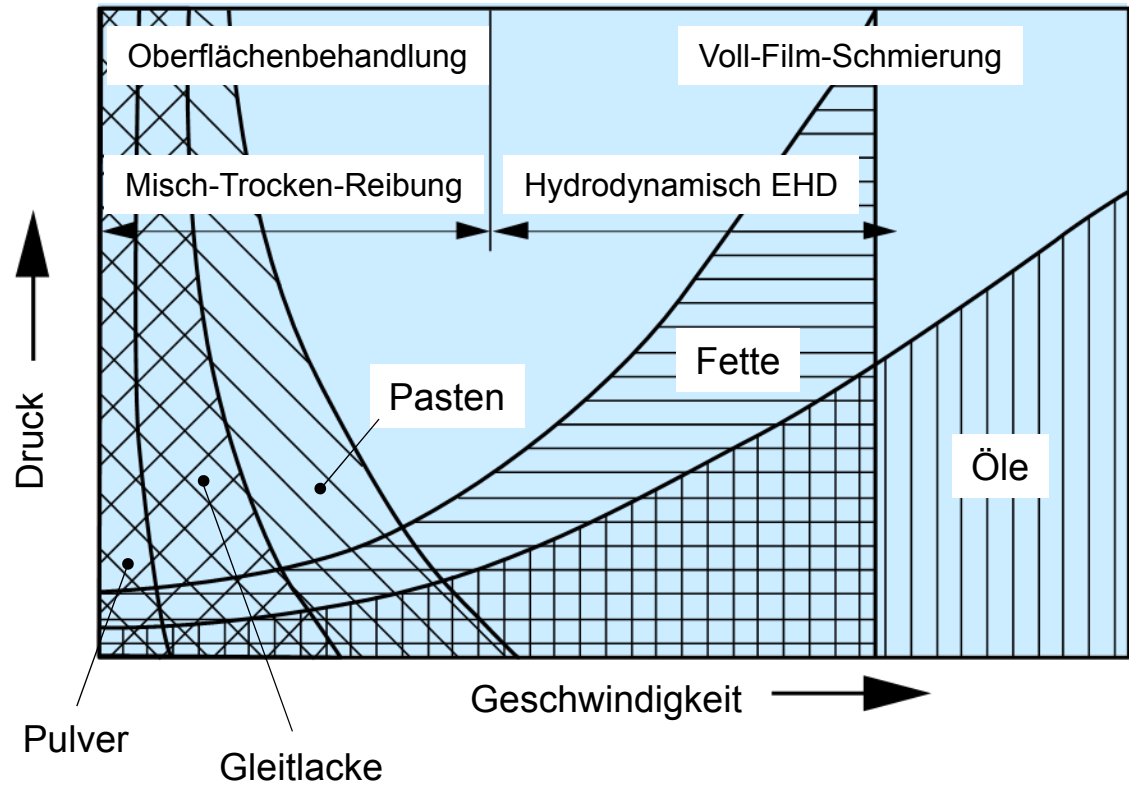 Oberflächenbehandlung
Voll-Film-Schmierung
Misch-Trocken-Reibung
Hydrodynamisch EHD
Druck
Pasten
Fette
Öle
Geschwindigkeit
Pulver
Gleitlacke